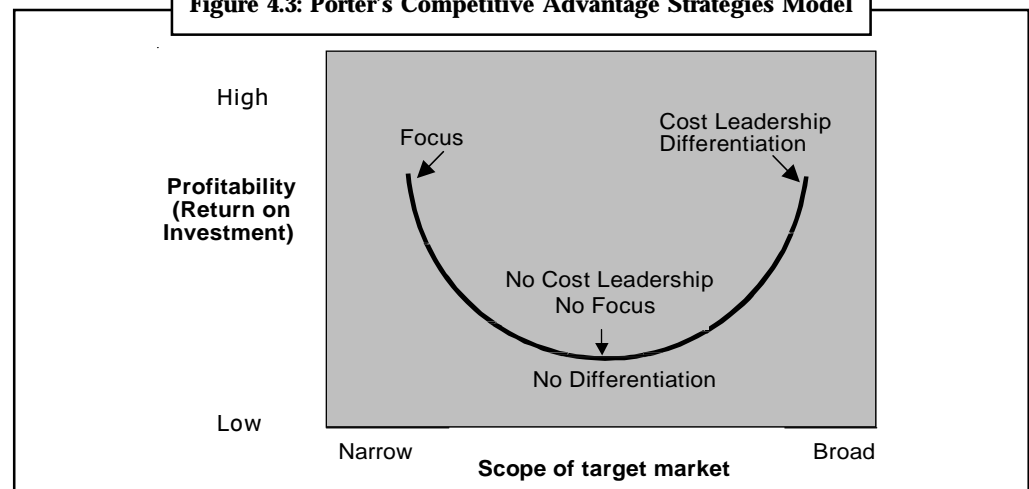 Figure 4.3: Porter's Competitive Advantage Strategies Model
High
Focus
Cost Leadership
Differentiation
Profitability
(Return on
Investment)
No Cost Leadership
No Focus
No Differentiation
Low
Narrow
Broad
Scope of target market